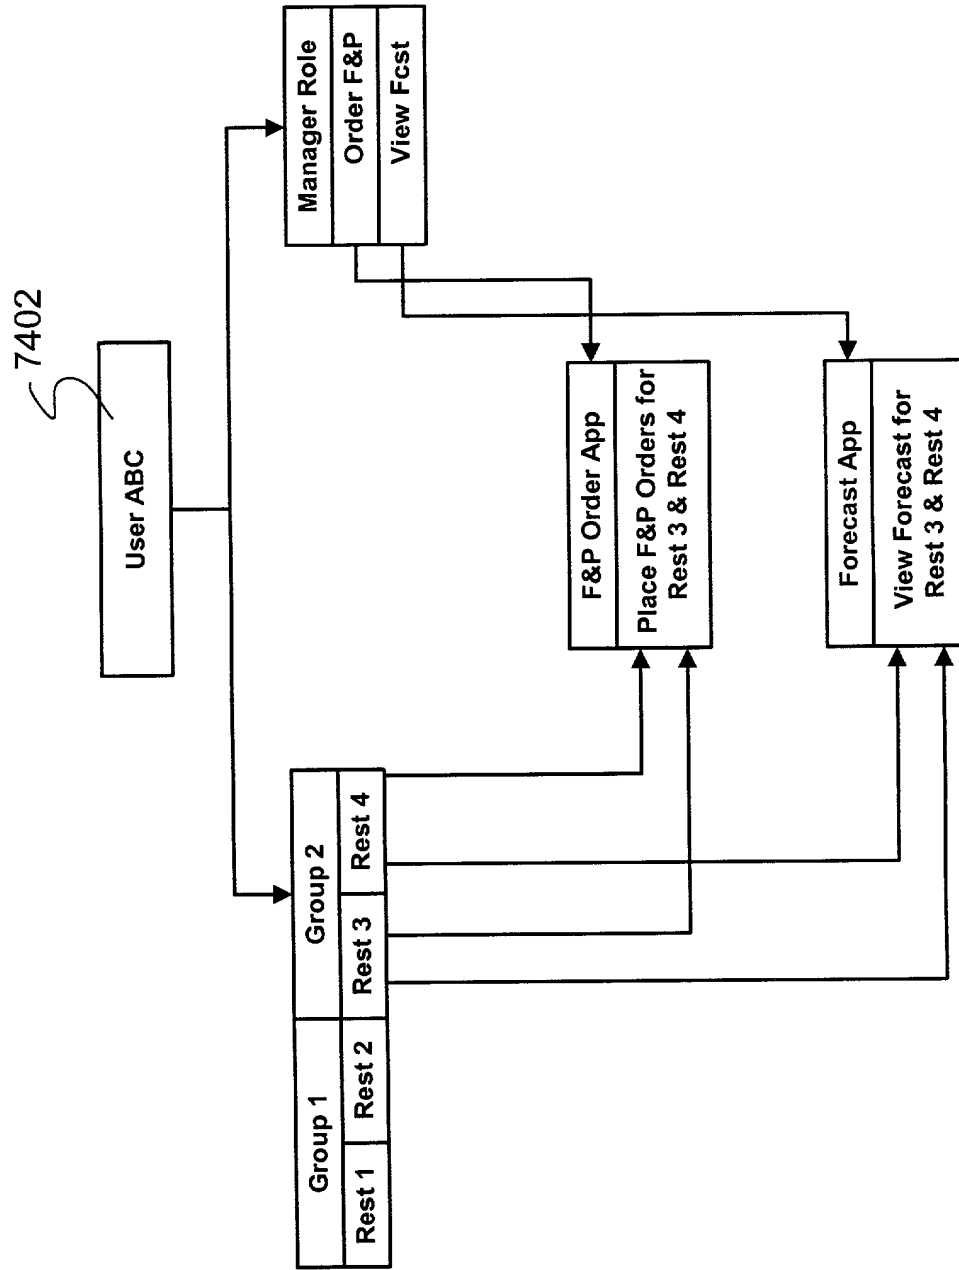 7402
User ABC
Manager Role
Order F&P
View Fcst
Group 1
Group 2
Rest 1
Rest 2
Rest 3
Rest 4
F&P Order App
Place F&P Orders for
Rest 3 & Rest 4
Forecast App
View Forecast for
Rest 3 & Rest 4